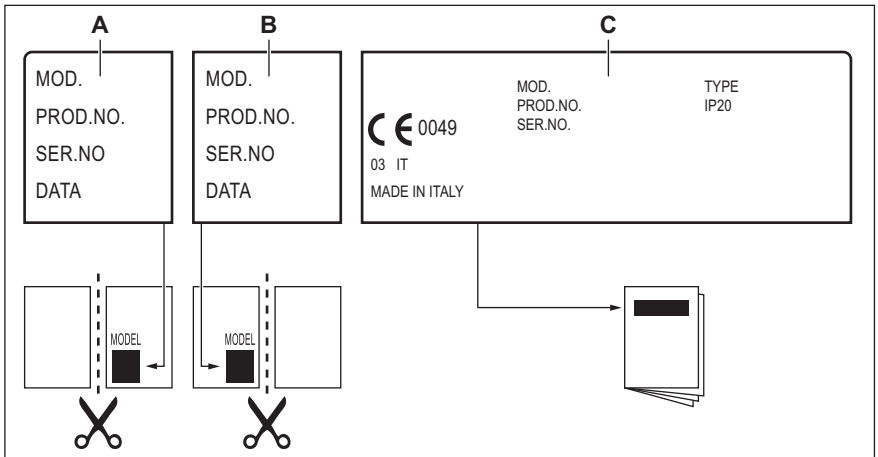 A
B
C
MOD.
PROD.NO.
SER.NO
DATA
MOD.
PROD.NO.
SER.NO
DATA
MOD.
PROD.NO.
SER.NO.
TYPE
IP20
CE 0049
03 IT
MADE IN ITALY
MODEL
MODEL